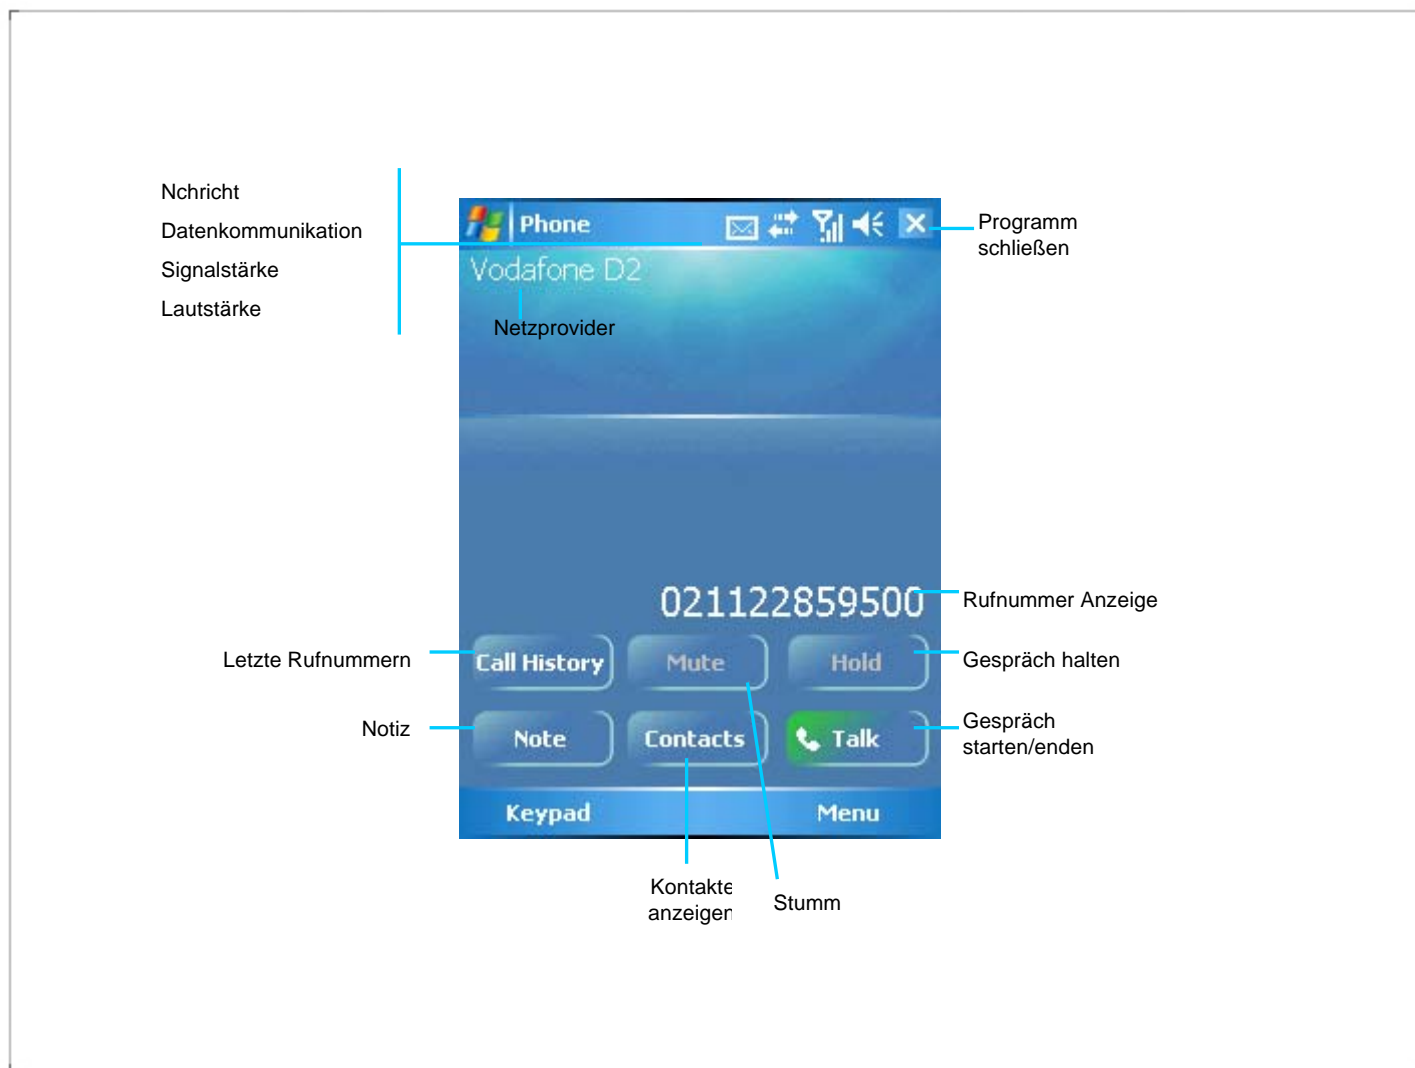 Nchricht
Datenkommunikation
Signalstärke
Lautstärke
Phone
Programm
schließen
Vodafone D2
Netzprovider
021122859500
Rufnummer Anzeige
Letzte Rufnummern
Call History
Mute
Hold
Gespräch halten
Notiz
Note
Contacts
Talk
Gespräch
starten/enden
Keypad
Menu
Kontakte
anzeigen
Stumm